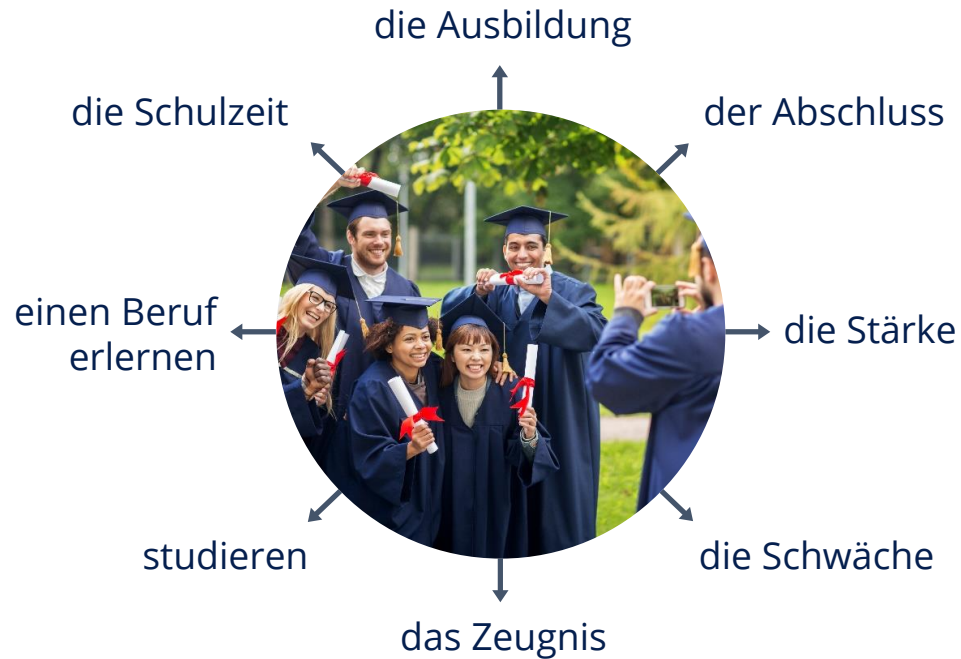 die Ausbildung
die Schulzeit
der Abschluss
einen Beruf
erlernen
die Stärke
studieren
die Schwäche
das Zeugnis